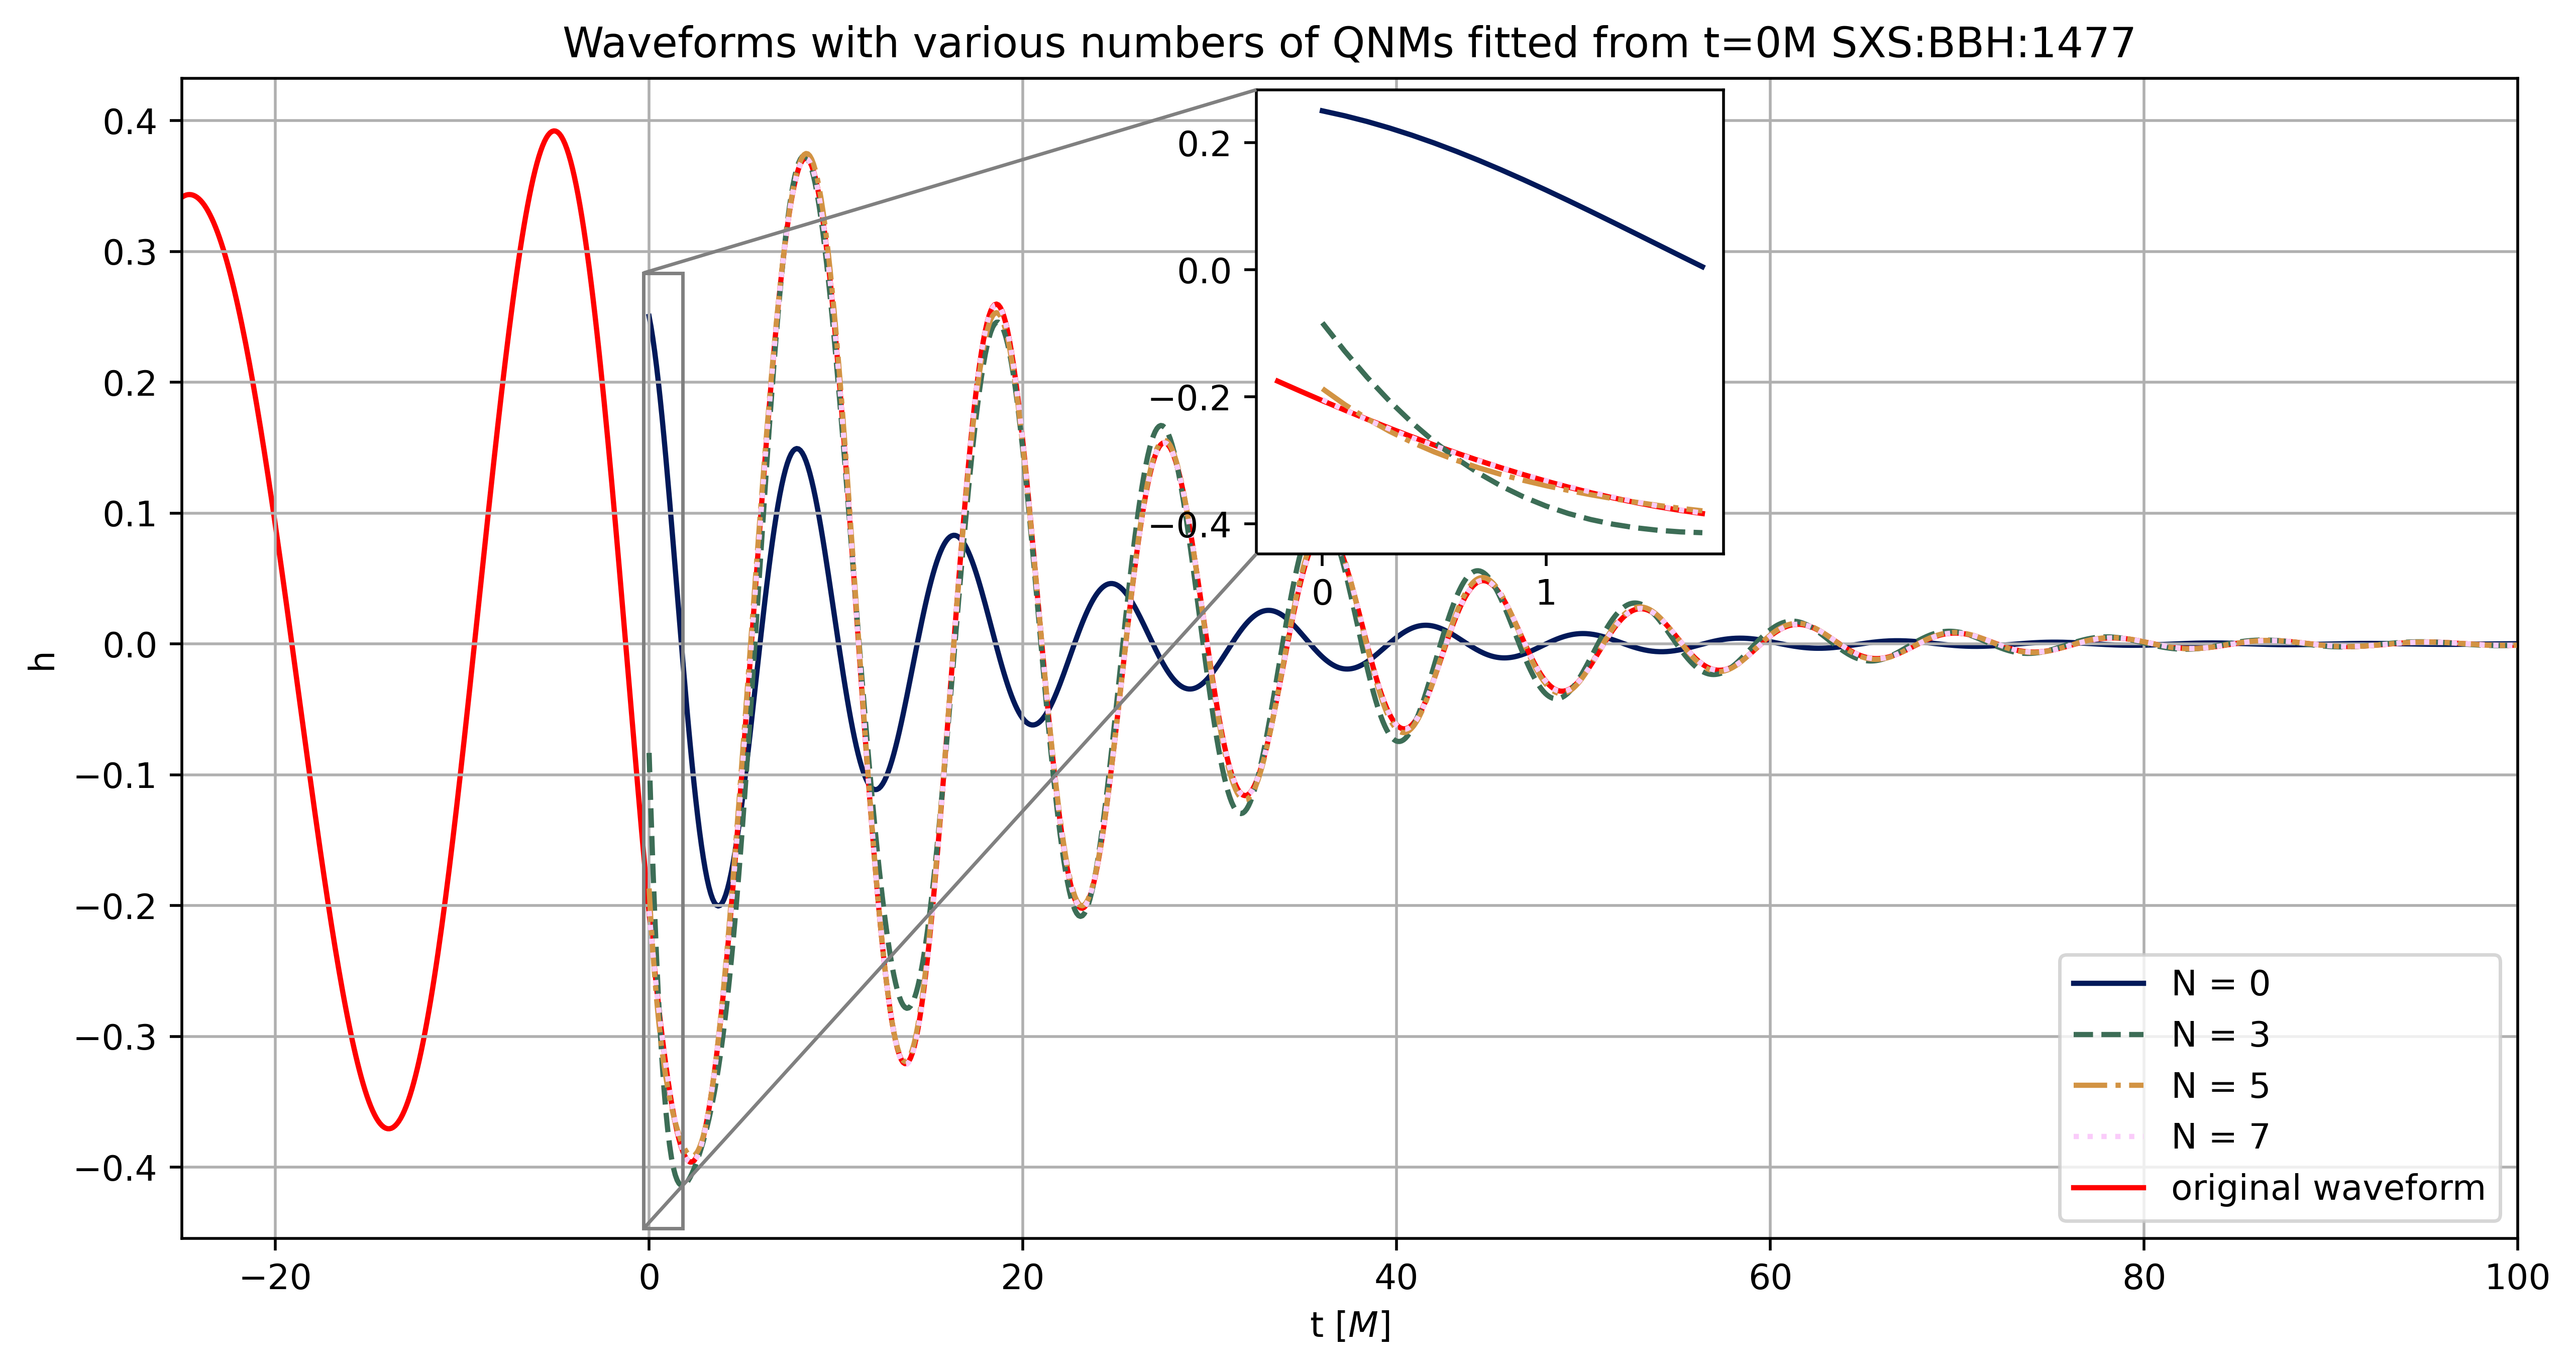 Waveforms with various numbers of QNMs fitted from t=0M SXS:BBH:1477
h
0.4
0.3
0.2
0.1
0.0
−0.1
−0.2
−0.3
−0.4
0.2
0.0
−0.2
−0.4
0 1
N = 0
N = 3
N = 5
N = 7
original waveform
−20 0 20 40 60 80 100
t [M]